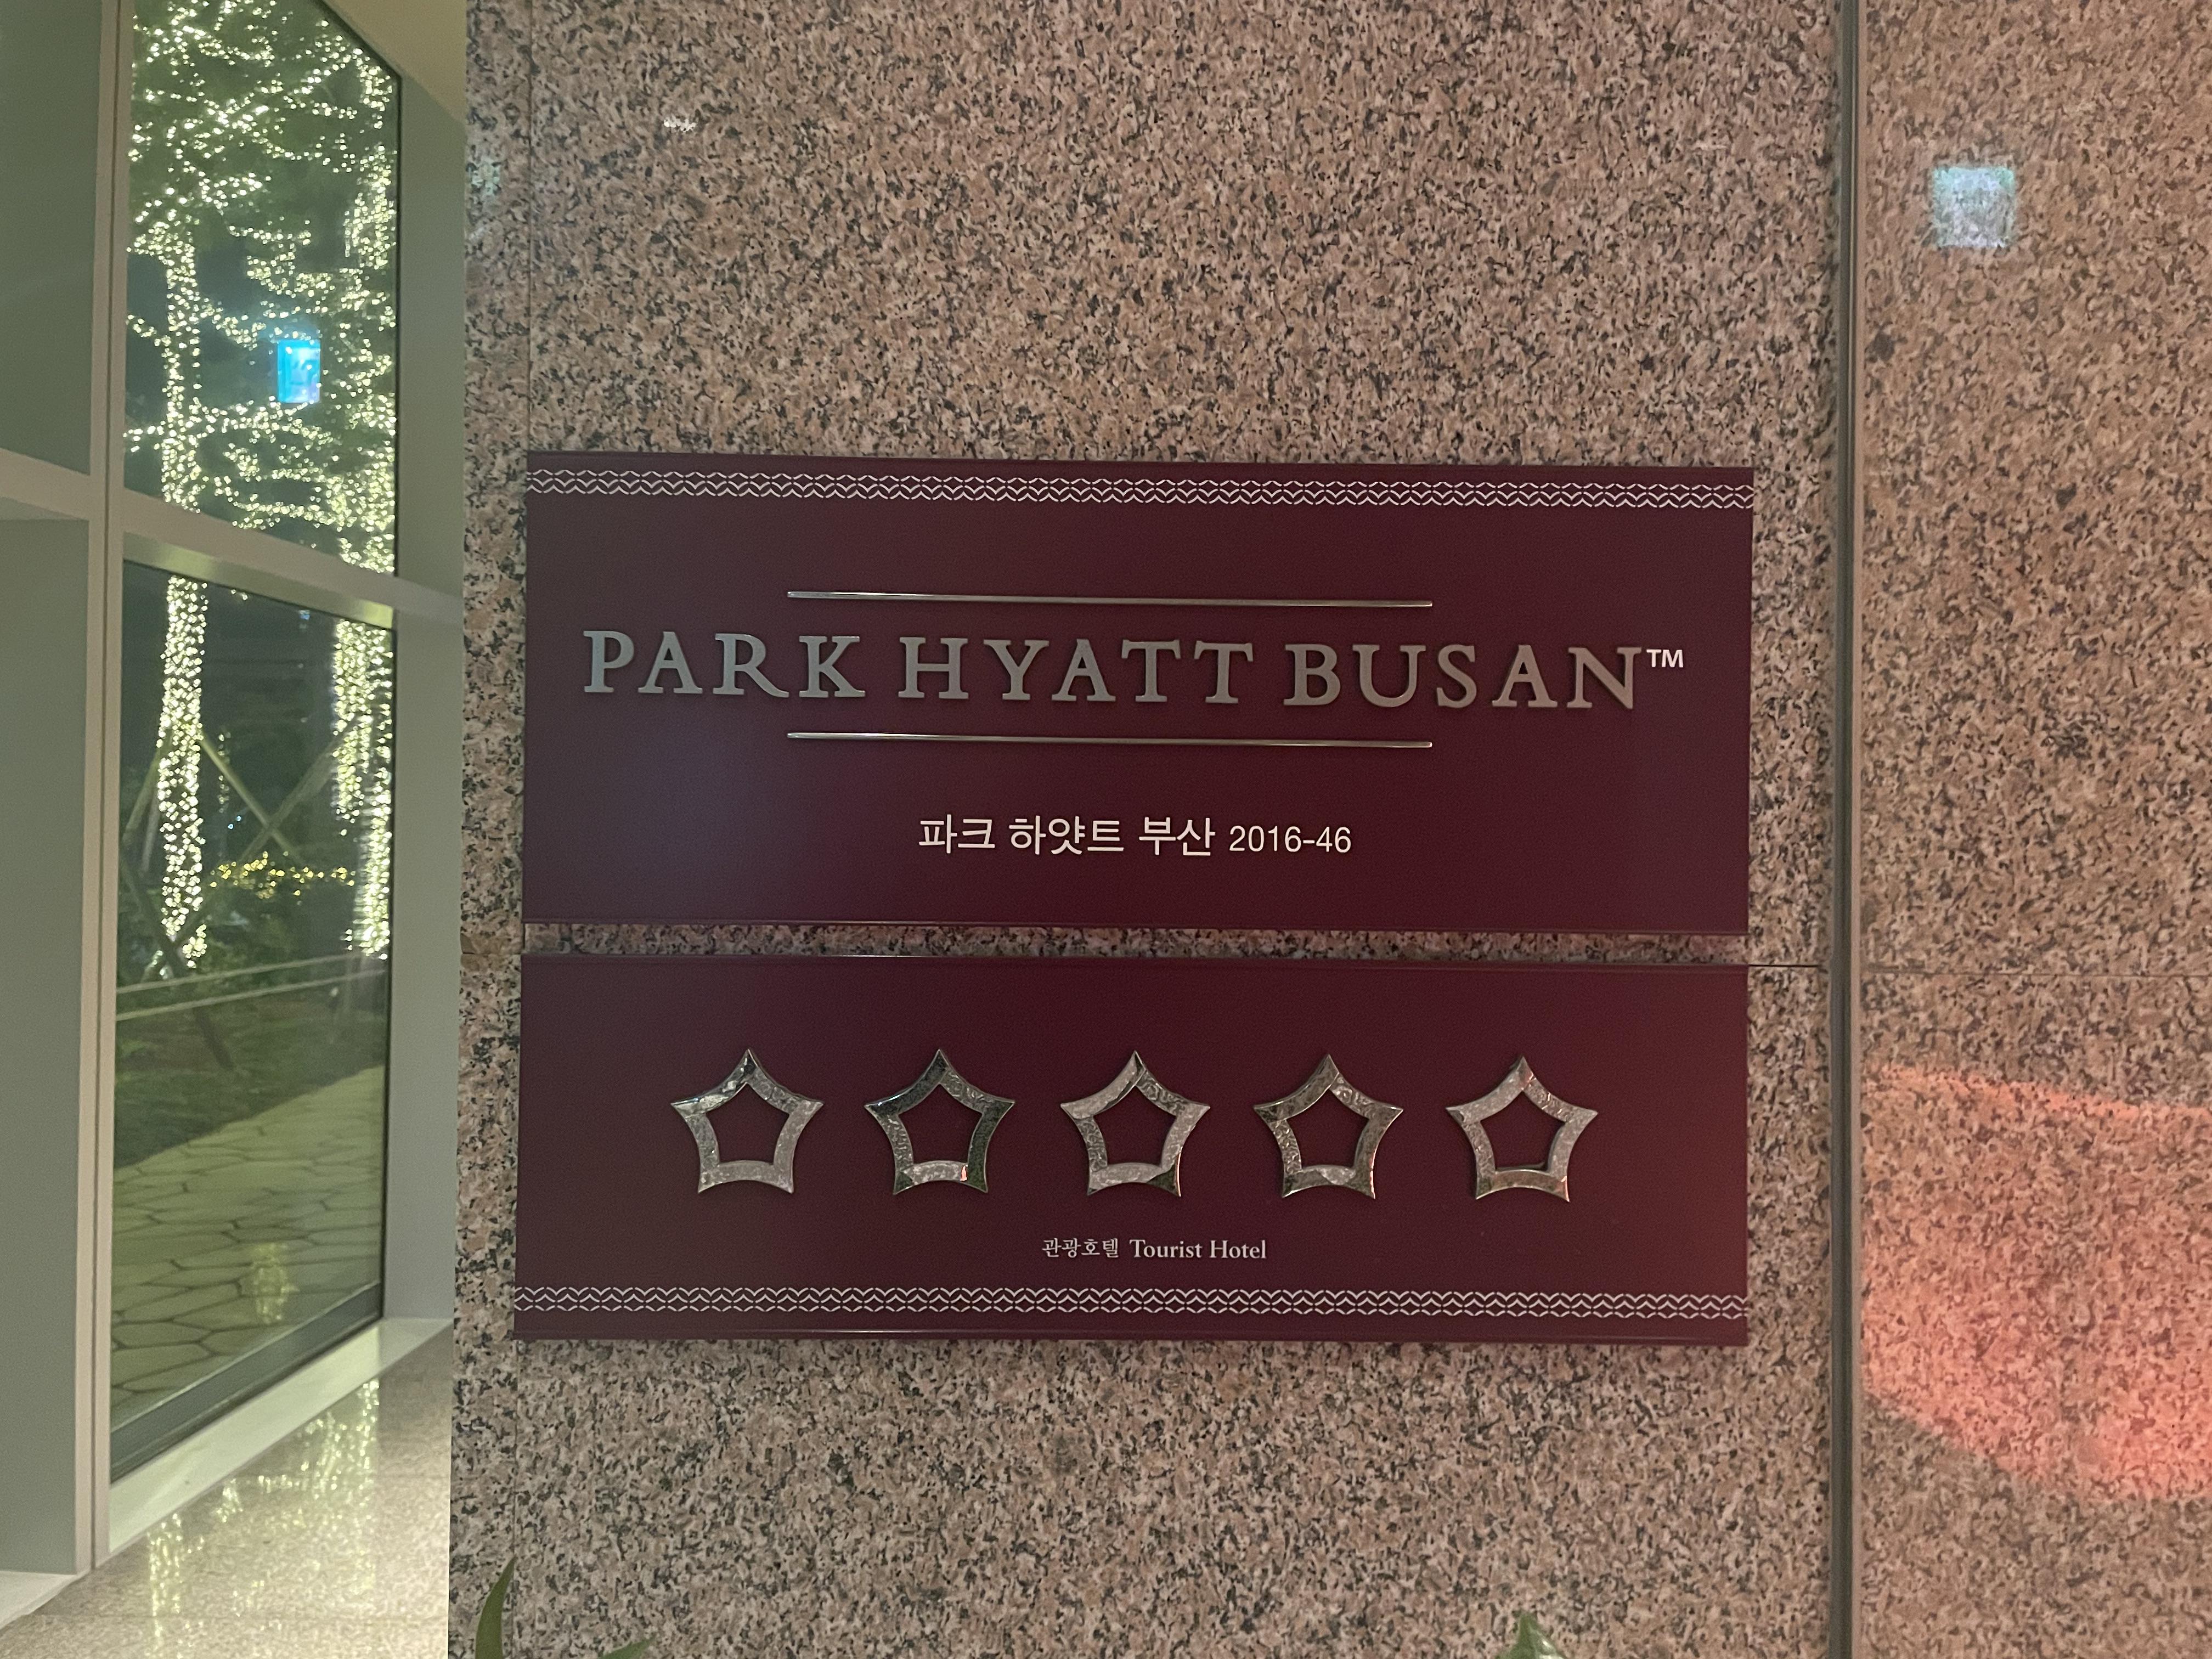 PARK HYATT BUSAN™
파크 하얏트 부산 2016-46
관광호텔 Tourist Hotel